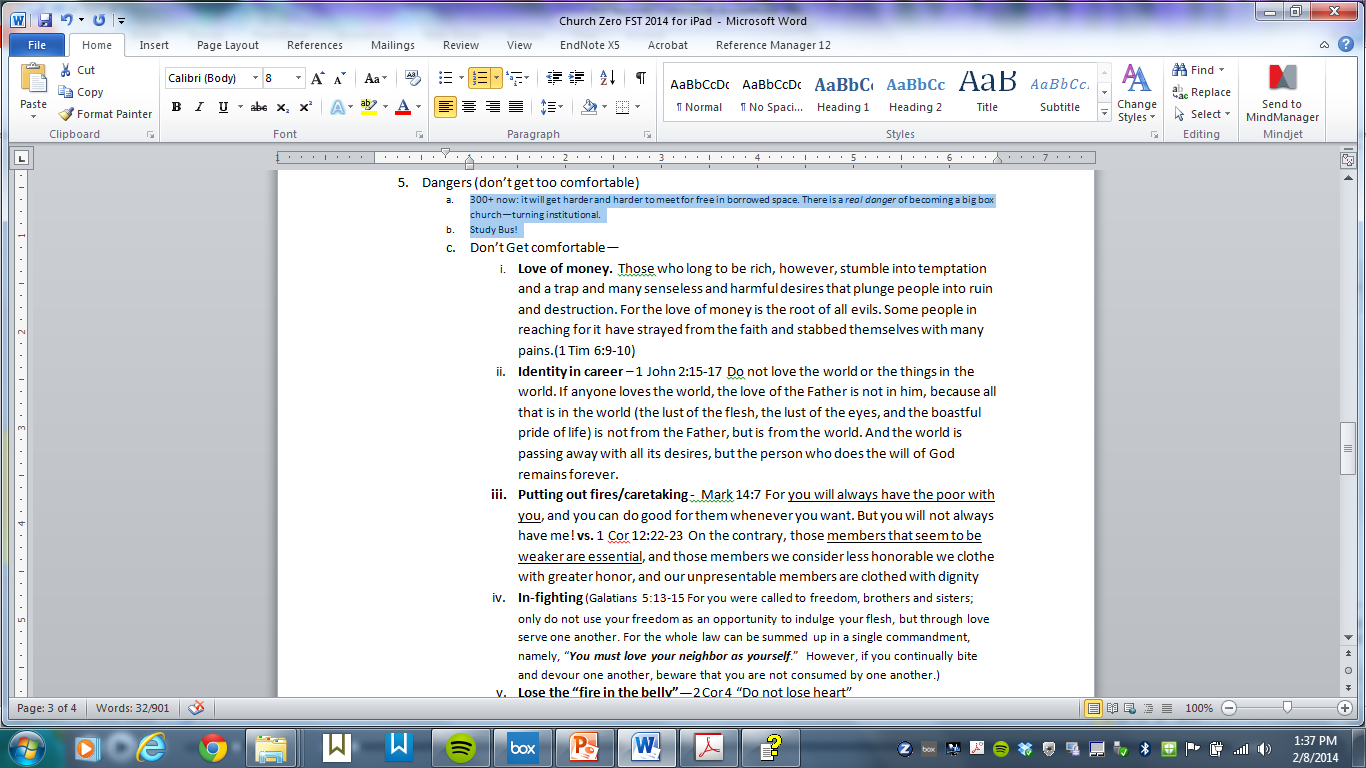 Church Zero FST 2014 for iPad - Microsoft Word
File Home Insert Page Layout References Mailings Review View EndNote X5 Acrobat Reference Manager 12
Paste
Cut
Copy
Format Painter
Clipboard
Calibri (Body) 8
Font
Paragraph
AaBbCcDc AaBbCcDc AaBbC AaBbCc AaB AaBbCc.
¶ Normal ¶ No Spaci... Heading 1 Heading 2 Title Subtitle
Change Styles
Styles
Find
Replace
Select
Editing
Send to MindManager
Mindjet
1 1 2 3 4 5 6 7
5. Dangers (don’t get too comfortable)
a. 300+ now: it will get harder and harder to meet for free in borrowed space. There is a real danger of becoming a big box
church—turning institutional.
b. Study Bus!
c. Don’t Get comfortable—
i. Love of money. Those who long to be rich, however, stumble into temptation
and a trap and many senseless and harmful desires that plunge people into ruin
and destruction. For the love of money is the root of all evils. Some people in
reaching for it have strayed from the faith and stabbed themselves with many
pains.(1 Tim 6:9-10)
ii. Identity in career – 1 John 2:15-17 Do not love the world or the things in the
world. If anyone loves the world, the love of the Father is not in him, because all
that is in the world (the lust of the flesh, the lust of the eyes, and the boastful
pride of life) is not from the Father, but is from the world. And the world is
passing away with all its desires, but the person who does the will of God
remains forever.
iii. Putting out fires/caretaking - Mark 14:7 For you will always have the poor with
you, and you can do good for them whenever you want. But you will not always
have me! vs. 1 Cor 12:22-23 On the contrary, those members that seem to be
weaker are essential, and those members we consider less honorable we clothe
with greater honor, and our unpresentable members are clothed with dignity
iv. In-fighting (Galatians 5:13-15 For you were called to freedom, brothers and sisters;
only do not use your freedom as an opportunity to indulge your flesh, but through love
serve one another. For the whole law can be summed up in a single commandment,
namely, “You must love your neighbor as yourself.” However, if you continually bite
and devour one another, beware that you are not consumed by one another.)
v. Lose the “fire in the belly”—2 Cor 4 “Do not lose heart”
Page: 3 of 4 Words: 32/901 100%
box
1:37 PM
2/8/2014